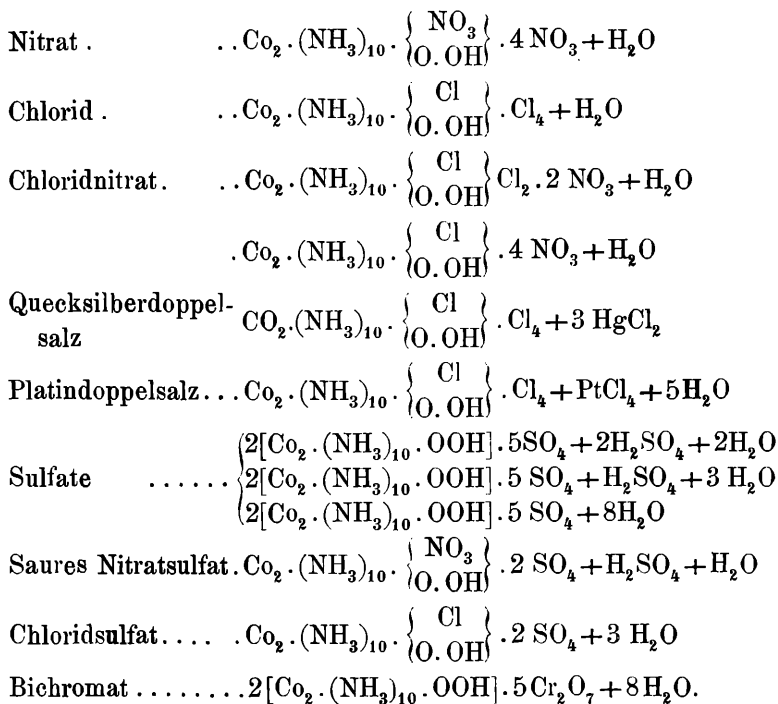 Nitrat . . . Co₂.(NH₃)₁₀.{NO₃ / O.OH}.4 NO₃+H₂O
Chlorid . . . Co₂.(NH₃)₁₀.{Cl / O.OH}.Cl₄+H₂O
Chloridnitrat. . . Co₂.(NH₃)₁₀.{Cl / O.OH}Cl₂.2 NO₃+H₂O
. Co₂.(NH₃)₁₀.{Cl / O.OH}.4 NO₃+H₂O
Quecksilberdoppel-
salz CO₂.(NH₃)₁₀.{Cl / O.OH}.Cl₄+3 HgCl₂
Platindoppelsalz... Co₂.(NH₃)₁₀.{Cl / O.OH}.Cl₄+PtCl₄+5H₂O
2[Co₂.(NH₃)₁₀.OOH].5SO₄+2H₂SO₄+2H₂O
Sulfate ...... 2[Co₂.(NH₃)₁₀.OOH].5 SO₄+H₂SO₄+3 H₂O
2[Co₂.(NH₃)₁₀.OOH].5 SO₄+8H₂O
Saures Nitratsulfat. Co₂.(NH₃)₁₀.{NO₃ / O.OH}.2 SO₄+H₂SO₄+H₂O
Chloridsulfat.... . Co₂.(NH₃)₁₀.{Cl / O.OH}.2 SO₄+3 H₂O
Bichromat ........ 2[Co₂.(NH₃)₁₀.OOH].5Cr₂O₇+8H₂O.